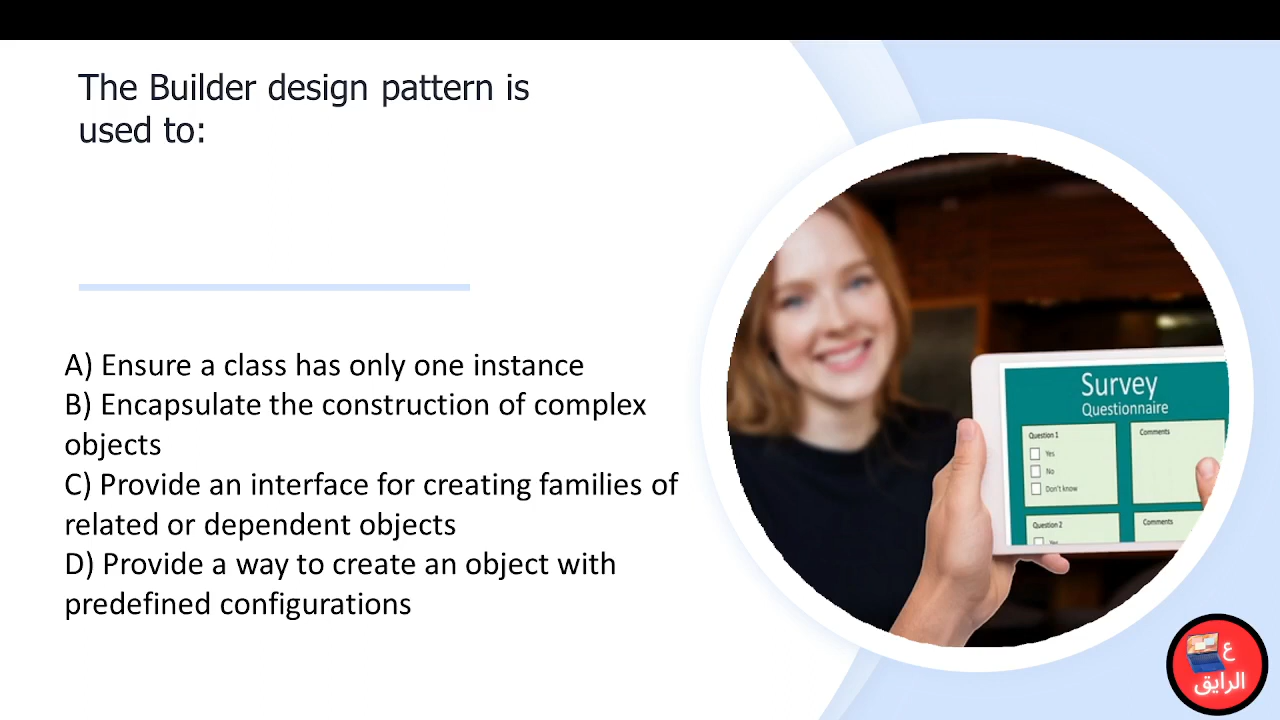 The Builder design pattern is
used to:
A) Ensure a class has only one instance
B) Encapsulate the construction of complex
objects
C) Provide an interface for creating families of
related or dependent objects
D) Provide a way to create an object with
predefined configurations
Survey
Questionnaire
Question 1
Yes
No
Don't know
Comments
Question 2
Yes
Comments
ع
الرايق